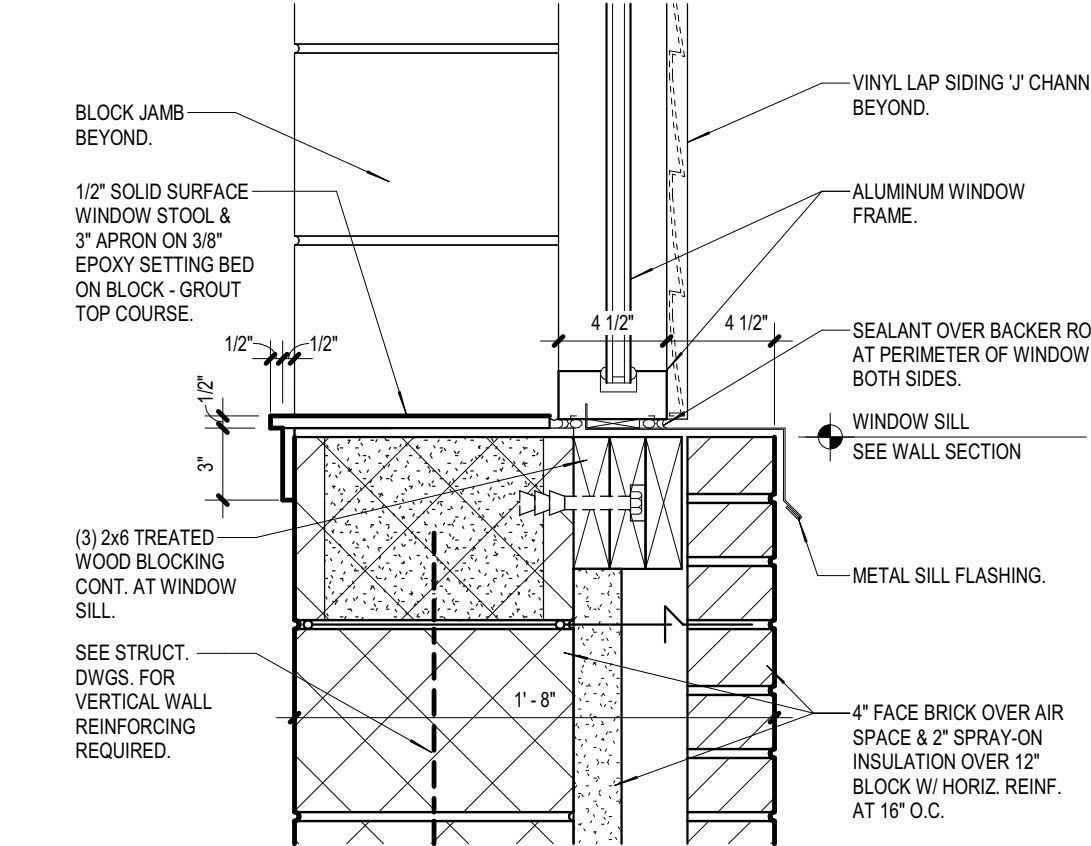 BLOCK JAMB
BEYOND.
1/2" SOLID SURFACE
WINDOW STOOL &
3" APRON ON 3/8"
EPOXY SETTING BED
ON BLOCK - GROUT
TOP COURSE.
1/2"
1/2"
1/2"
3"
(3) 2x6 TREATED
WOOD BLOCKING
CONT. AT WINDOW
SILL.
SEE STRUCT.
DWGS. FOR
VERTICAL WALL
REINFORCING
REQUIRED.
4 1/2"
4 1/2"
1' - 8"
VINYL LAP SIDING 'J' CHANN
BEYOND.
ALUMINUM WINDOW
FRAME.
SEALANT OVER BACKER RO
AT PERIMETER OF WINDOW
BOTH SIDES.
WINDOW SILL
SEE WALL SECTION
METAL SILL FLASHING.
4" FACE BRICK OVER AIR
SPACE & 2" SPRAY-ON
INSULATION OVER 12"
BLOCK W/ HORIZ. REINF.
AT 16" O.C.